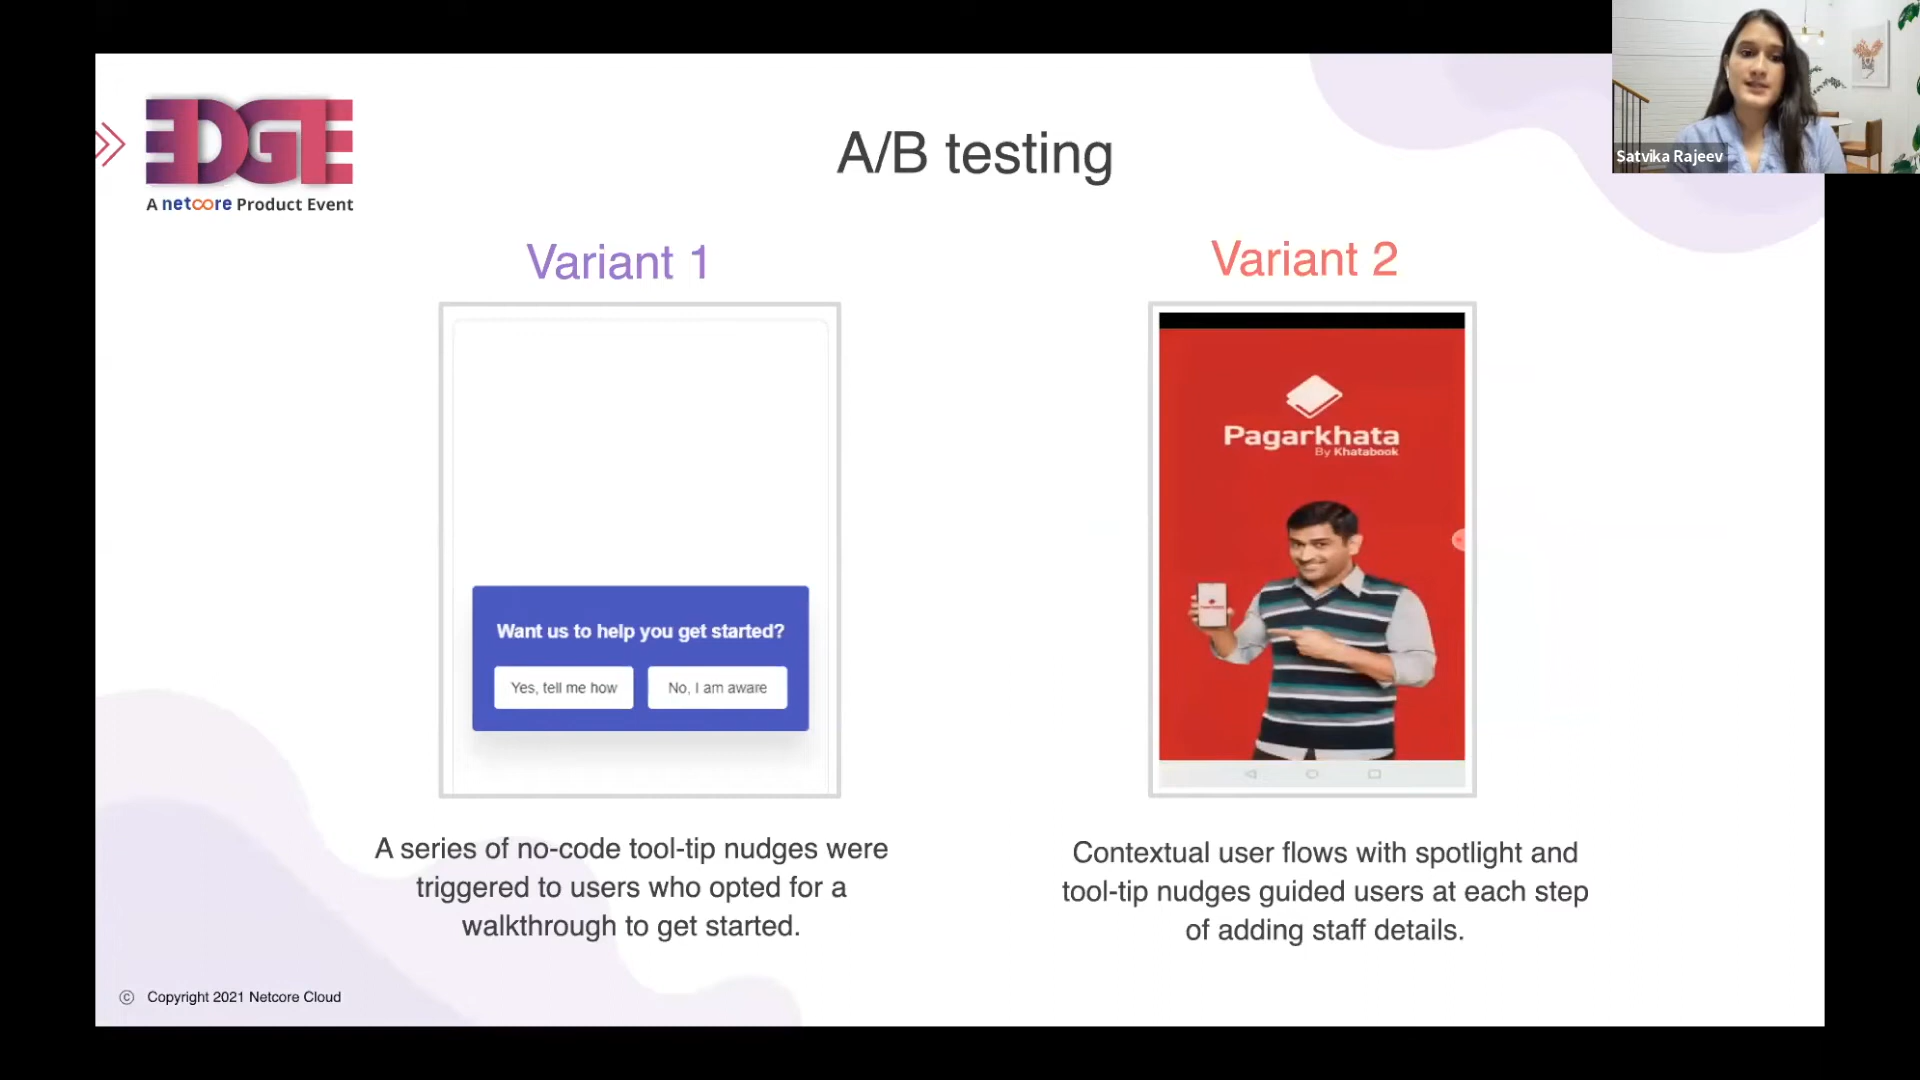 EDGE
A netcore Product Event
A/B testing
Satvika Rajeev
Variant 1
Variant 2
Want us to help you get started?
Yes, tell me how
No, I am aware
Pagarkhata
By Khatabook
A series of no-code tool-tip nudges were
triggered to users who opted for a
walkthrough to get started.
Contextual user flows with spotlight and
tool-tip nudges guided users at each step
of adding staff details.
© Copyright 2021 Netcore Cloud